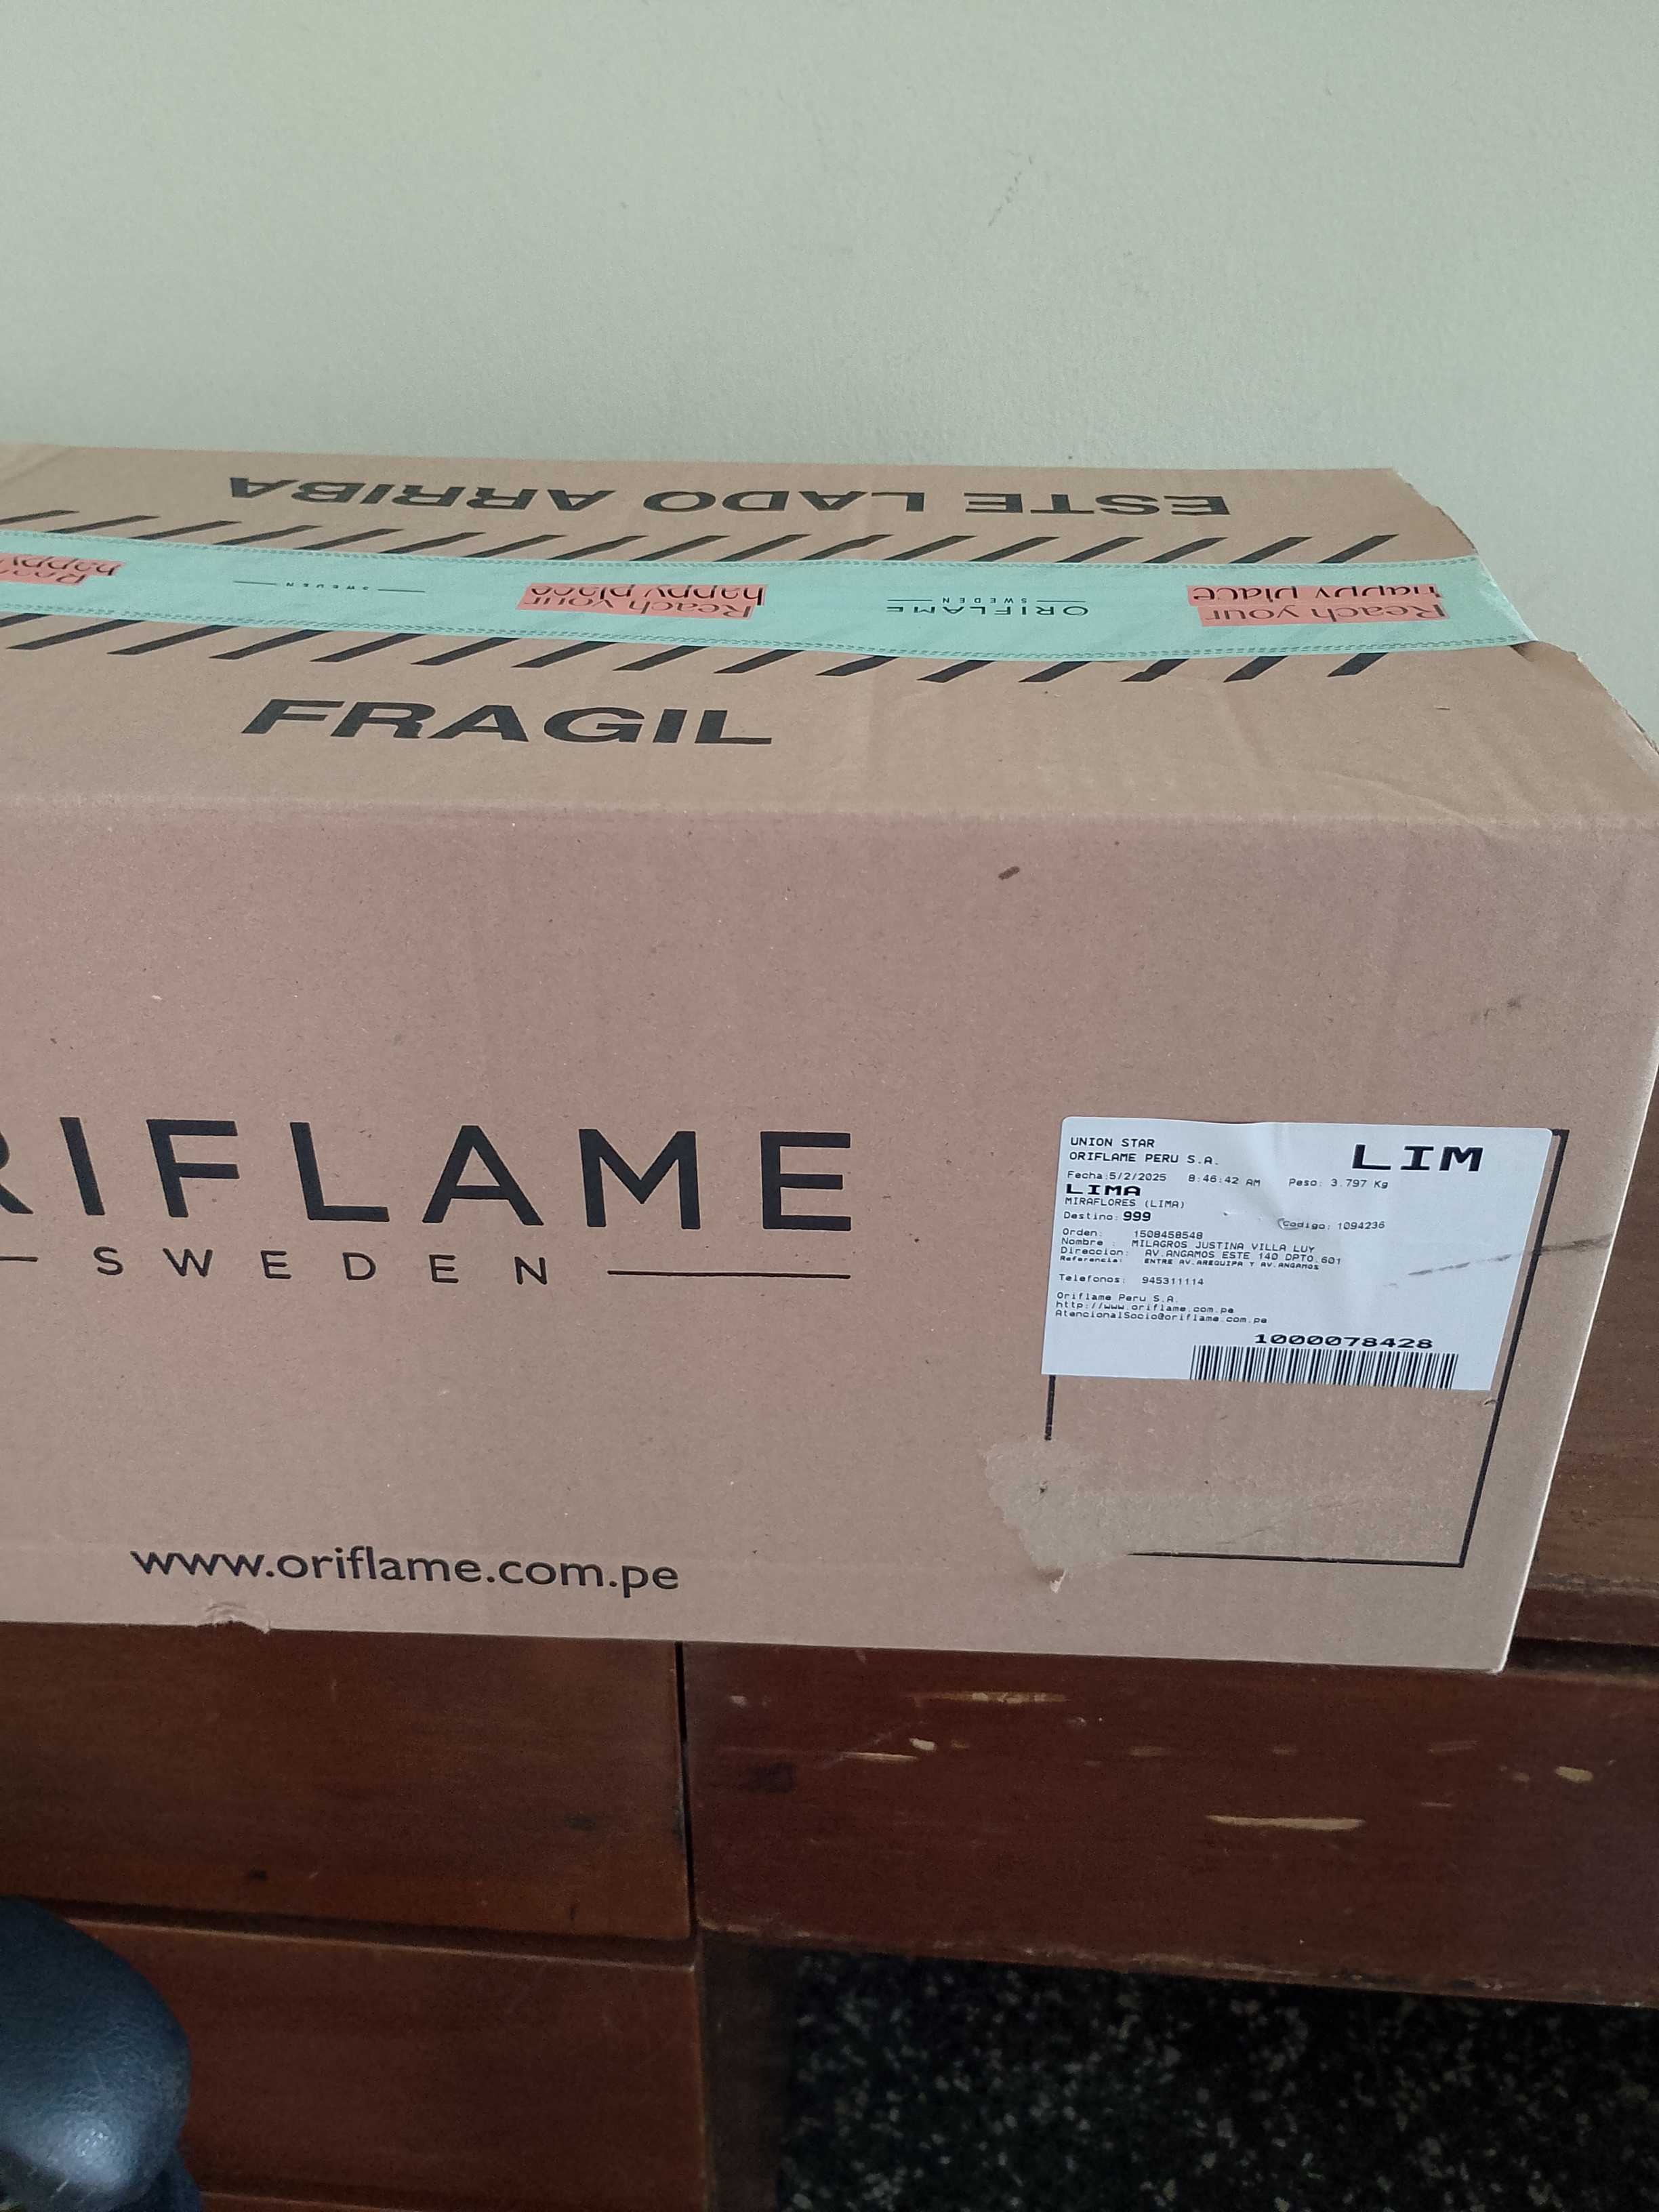 ESTE LADO ARRIBA
Reach your
happy place
ORIFLAME
SWEDEN
Reach your
happy place
SWEDEN
happy
FRAGIL
RIFLAME
SWEDEN
www.oriflame.com.pe
UNION STAR
ORIFLAME PERU S.A.
LIM
Fecha:5/2/2025 8:46:42 AM Peso: 3.797 Kg
LIMA
MIRAFLORES (LIMA)
Destino: 999
Codigo: 1094236
Orden: 1508458548
Nombre : MILAGROS JUSTINA VILLA LUY
Direccion: AV.ANGAMOS ESTE 140 DPTO.601
Referencia: ENTRE AV.AREQUIPA Y AV.ANGAMOS
Telefonos: 945311114
Oriflame Peru S.A.
http://www.oriflame.com.pe
AtencionalSocio@oriflame.com.pe
1000078428